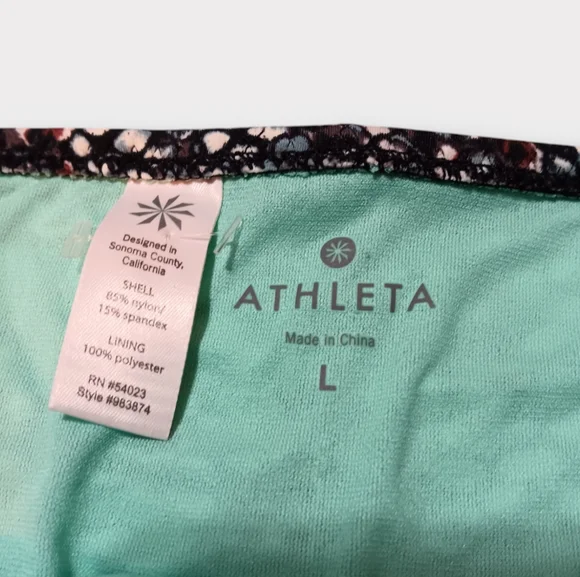 Designed in
Sonoma County,
California
SHELL
85% nylon/
15% spandex
LINING
100% polyester
RN #54023
Style #983874
ATHLETA
Made in China
L